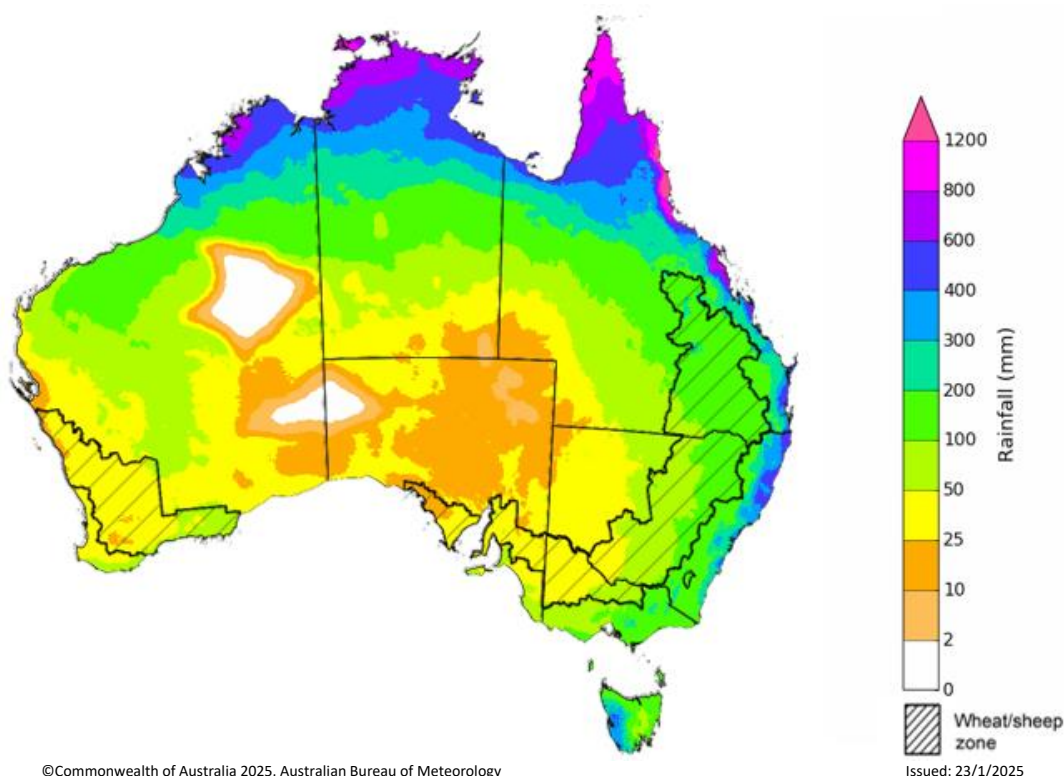 1200
800
600
400
300
200
100
50
25
10
2
0
Rainfall (mm)
Wheat/sheep
zone
©Commonwealth of Australia 2025, Australian Bureau of Meteorology
Issued: 23/1/2025